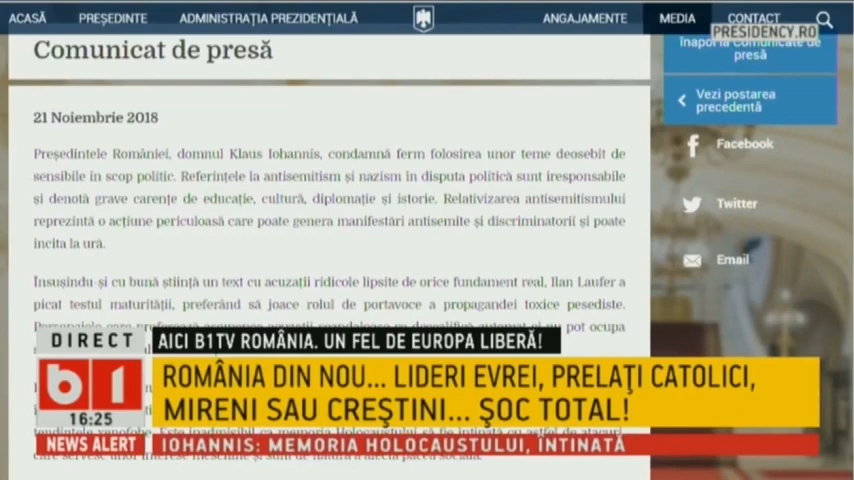 ACASĂ PREȘEDINTE ADMINISTRAȚIA PREZIDENȚIALĂ ANGAJAMENTE MEDIA CONTACT
PRESIDENCY.RO
Comunicat de presă
Înapoi la Comunicate de
presă
Vezi postarea
precedentă
Facebook
Twitter
Email
21 Noiembrie 2018
Președintele României, domnul Klaus Iohannis, condamnă ferm folosirea unor teme deosebit de
sensibile în scop politic. Referințele la antisemitism și nazism în disputa politică sunt iresponsabile
și denotă grave carențe de educație, cultură, diplomație și istorie. Relativizarea antisemitismului
reprezintă o acțiune periculoasă care poate genera manifestări antisemite și discriminatorii și poate
incita la ură.
Însușindu-și cu bună știință un text cu acuzații ridicole lipsite de orice fundament real, Ilan Laufer a
picat testul maturității, preferând să joace rolul de portavoce a propagandei toxice pesediste.
pot ocupa
DIRECT
AICI B1TV ROMÂNIA. UN FEL DE EUROPA LIBERĂ!
b1
16:25
ROMÂNIA DIN NOU... LIDERI EVREI, PRELAŢI CATOLICI,
MIRENI SAU CREŞTINI... ŞOC TOTAL!
NEWS ALERT IOHANNIS: MEMORIA HOLOCAUSTULUI, ÎNTINATĂ